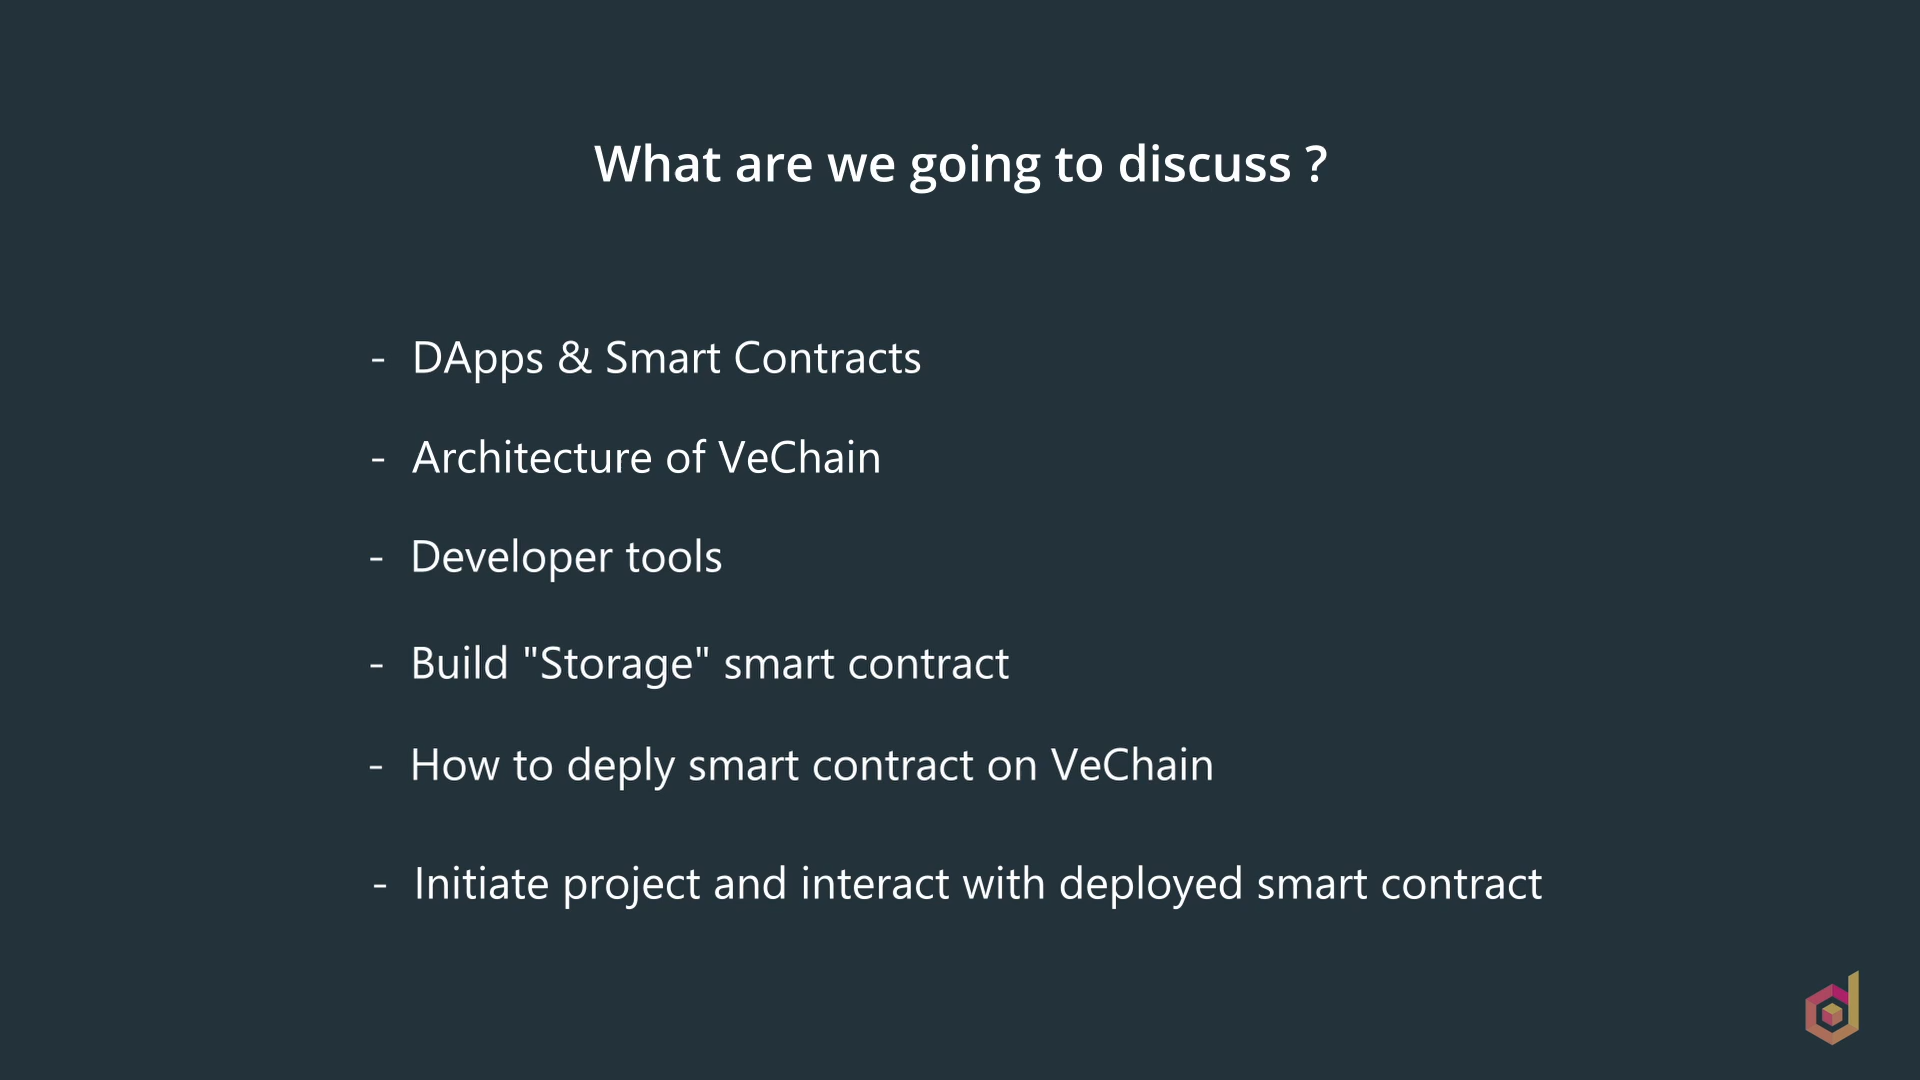 What are we going to discuss ?
- DApps & Smart Contracts
- Architecture of VeChain
- Developer tools
- Build "Storage" smart contract
- How to deply smart contract on VeChain
- Initiate project and interact with deployed smart contract